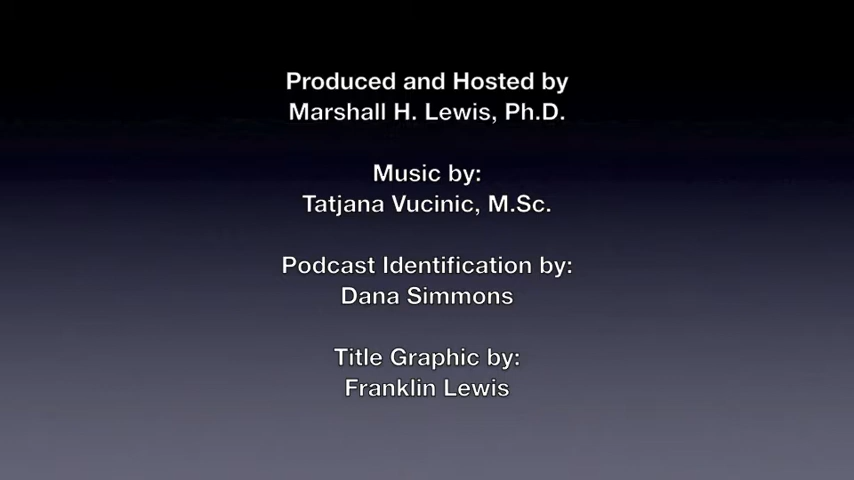 Produced and Hosted by
Marshall H. Lewis, Ph.D.
Music by:
Tatjana Vucinic, M.Sc.
Podcast Identification by:
Dana Simmons
Title Graphic by:
Franklin Lewis